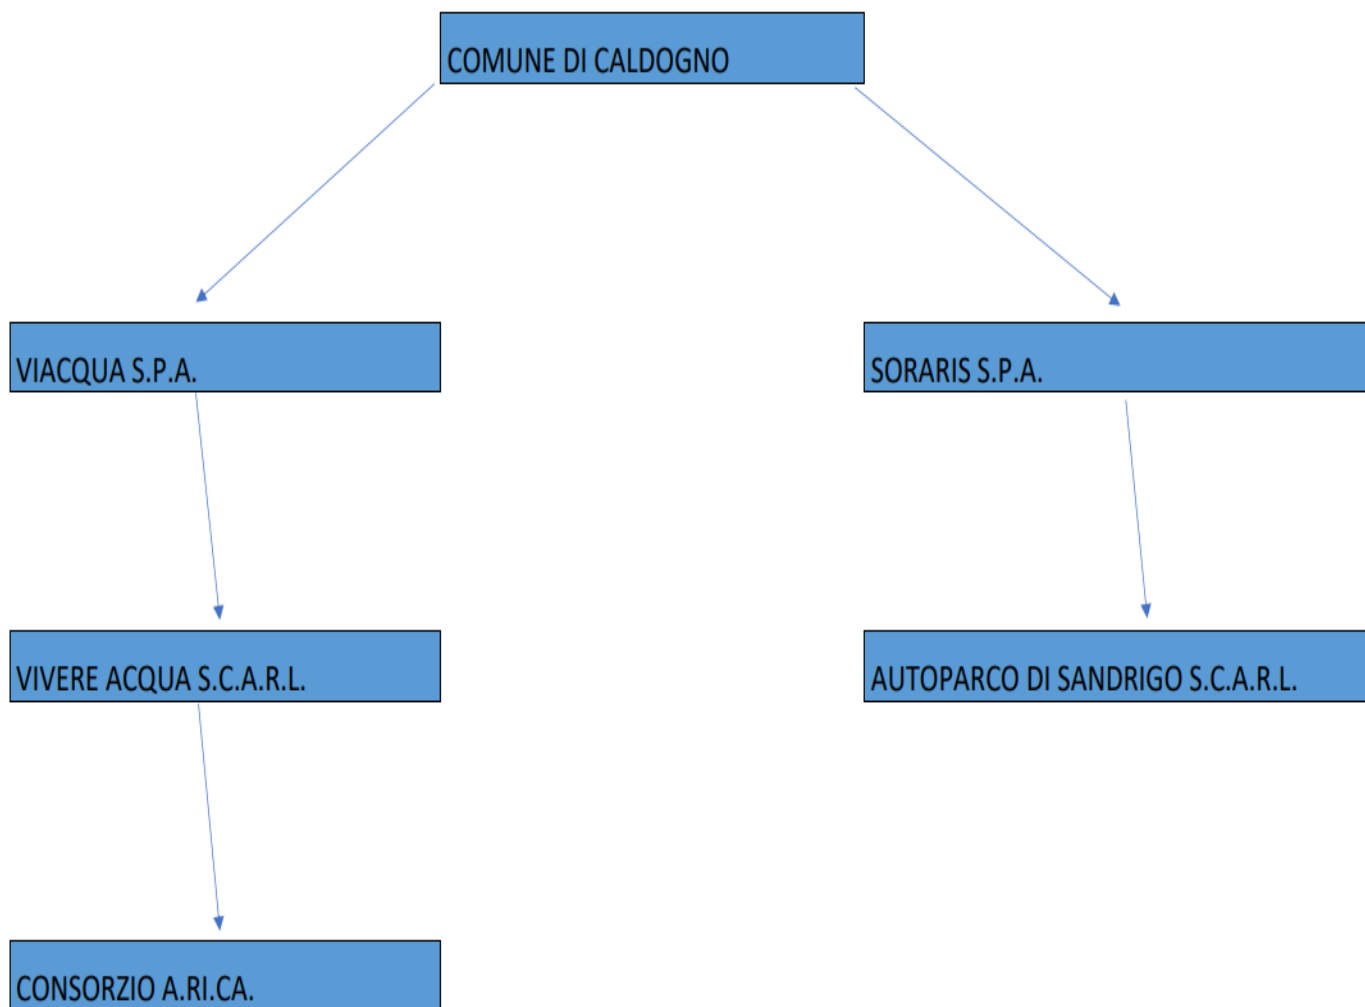 COMUNE DI CALDOGNO
VIACQUA S.P.A.
SORARIS S.P.A.
VIVERE ACQUA S.C.A.R.L.
AUTOPARCO DI SANDRIGO S.C.A.R.L.
CONSORZIO A.RI.CA.